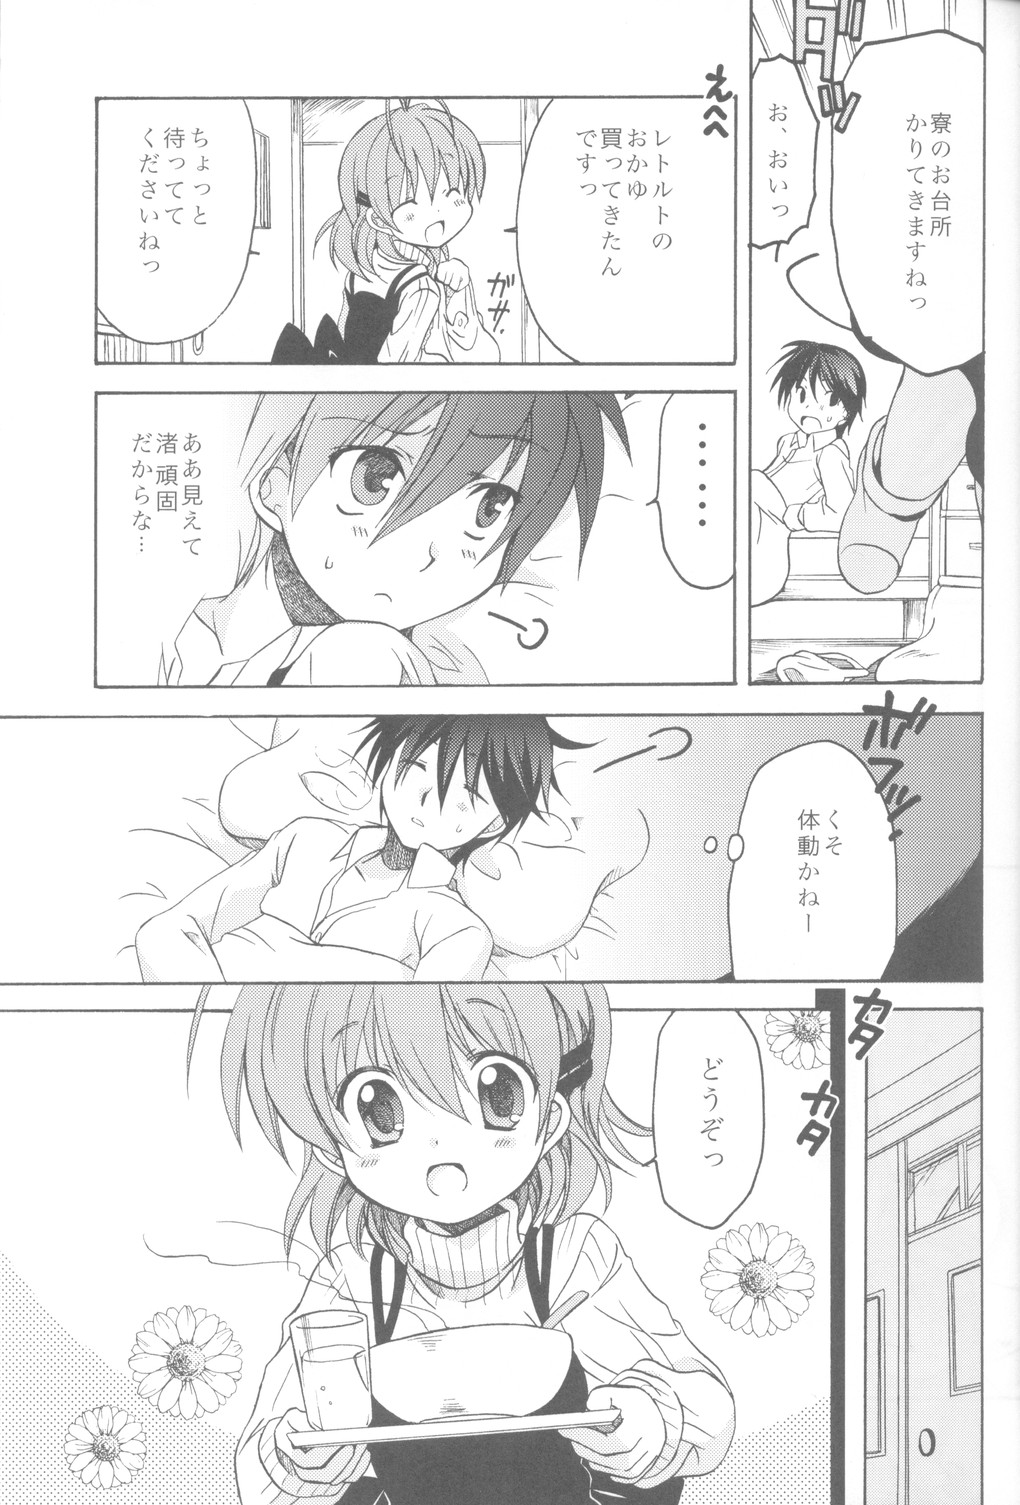 寮のお台所
かりてきますねっ
お、おいっ
日ダッ
えへへ
レトルトの
おかゆ
買ってきたん
ですっ
ガサ
ちょっと
待ってて
くださいねっ
・・・・・・
ああ見えて
渚 頑固
だからな…
ボフッ
くそ
体動かねー
カタ
カタ
どうぞっ